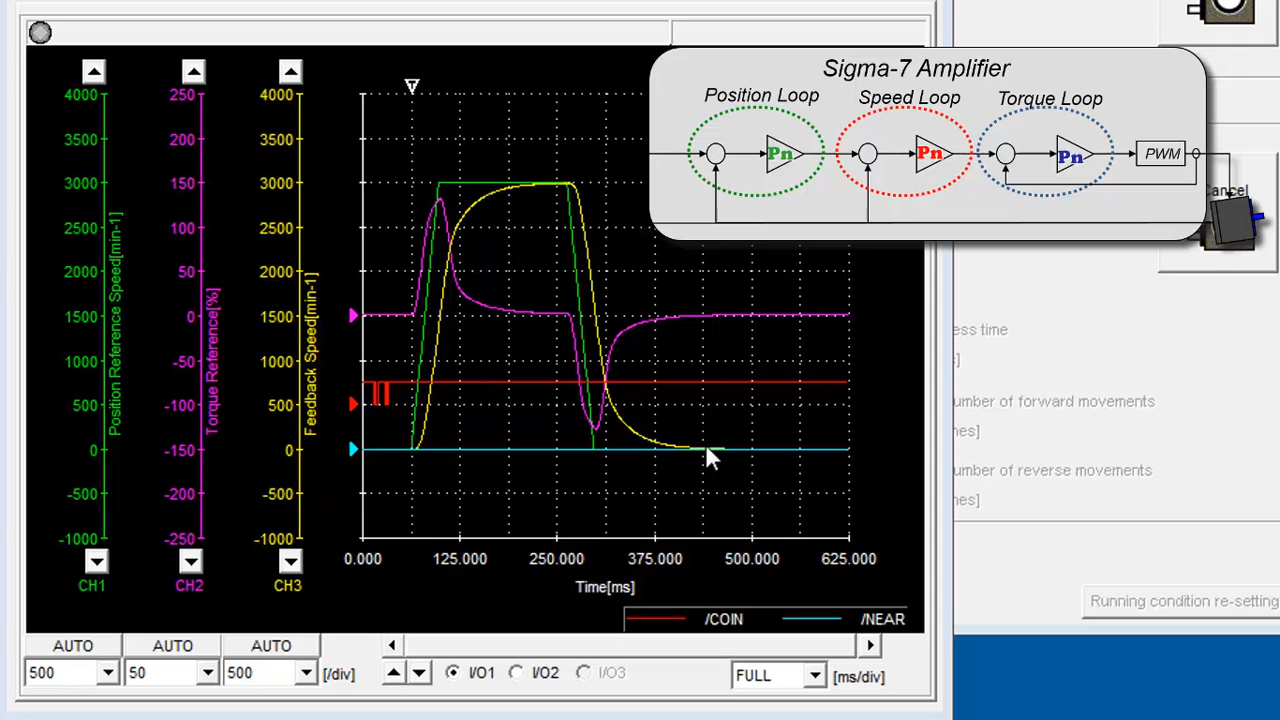 Sigma-7 Amplifier
Position Loop
Speed Loop
Torque Loop
Pn
Pn
Pn
PWM
4000
3000
2500
2000
1500
1000
500
0
-500
-1000
Position Reference Speed[min-1]
CH1
250
200
150
100
50
0
-50
-100
-150
-200
-250
Torque Reference[%]
CH2
4000
3000
2500
2000
1500
1000
500
0
-500
-1000
Feedback Speed[min-1]
CH3
T
0.000
125.000
250.000
375.000
500.000
625.000
Time[ms]
/COIN
/NEAR
AUTO
AUTO
AUTO
500
50
500
[/div]
I/O1
I/O2
I/O3
FULL
[ms/div]
Cancel
ess time
]
umber of forward movements
nes]
umber of reverse movements
nes]
Running condition re-setting